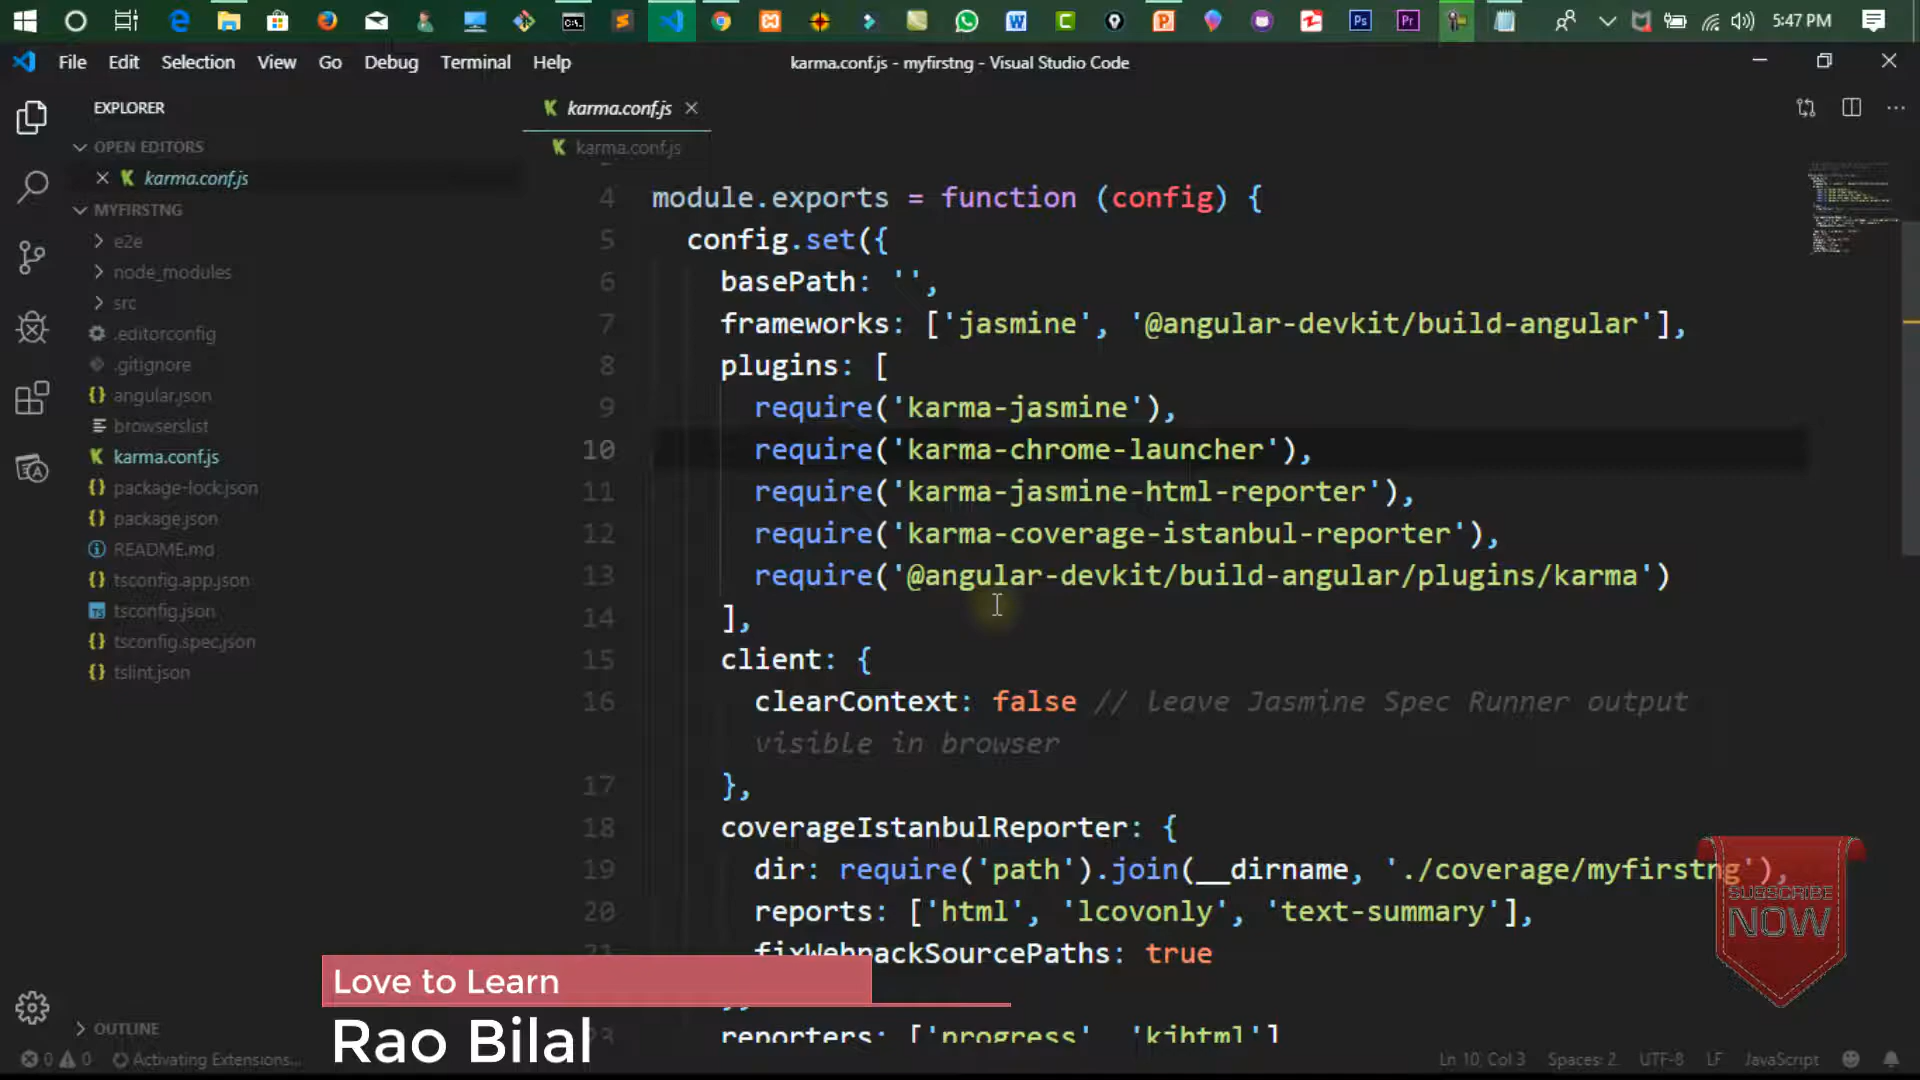 5:47 PM
File Edit Selection View Go Debug Terminal Help
karma.conf.js - myfirstng - Visual Studio Code
EXPLORER
OPEN EDITORS
karma.conf.js
MYFIRSTNG
e2e
node_modules
src
.editorconfig
.gitignore
angular.json
browserslist
karma.conf.js
package-lock.json
package.json
README.md
tsconfig.app.json
tsconfig.json
tsconfig.spec.json
tslint.json
OUTLINE
karma.conf.js
karma.conf.js
4 module.exports = function (config) {
5 config.set({
6 basePath: '',
7 frameworks: ['jasmine', '@angular-devkit/build-angular'],
8 plugins: [
9 require('karma-jasmine'),
10 require('karma-chrome-launcher'),
11 require('karma-jasmine-html-reporter'),
12 require('karma-coverage-istanbul-reporter'),
13 require('@angular-devkit/build-angular/plugins/karma')
14 ],
15 client: {
16 clearContext: false // leave Jasmine Spec Runner output
visible in browser
17 },
18 coverageIstanbulReporter: {
19 dir: require('path').join(__dirname, './coverage/myfirstng'),
20 reports: ['html', 'lcovonly', 'text-summary'],
21 fixWebpackSourcePaths: true
23 reporters: ['progress' 'kjhtml']
SUBSCRIBE
NOW
Love to Learn
Rao Bilal
0 0 Activating Extensions...
Ln 10, Col 3 Spaces: 2 UTF-8 LF JavaScript